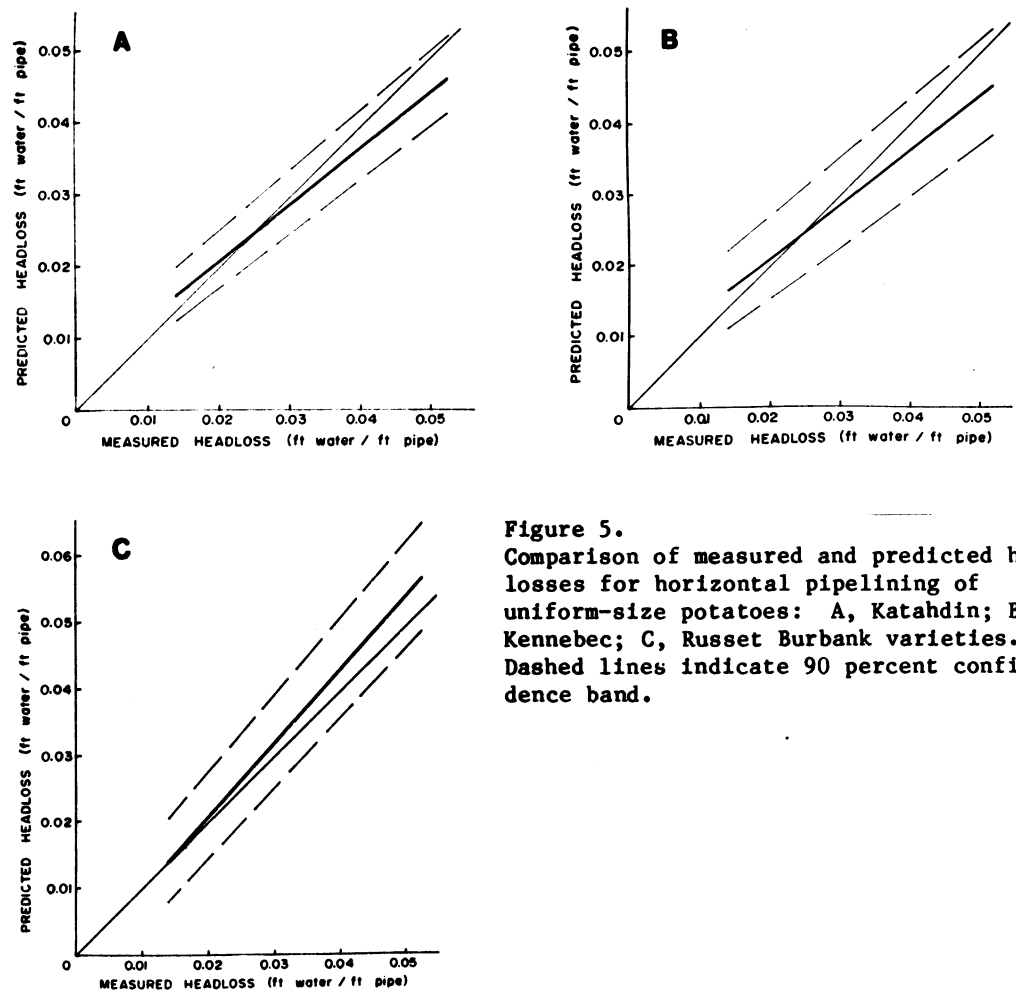 A
PREDICTED HEADLOSS (ft water / ft pipe)
0.05
0.04
0.03
0.02
0.01
0
0.01
0.02
0.03
0.04
0.05
MEASURED HEADLOSS (ft water / ft pipe)
B
PREDICTED HEADLOSS (ft water / ft pipe)
0.05
0.04
0.03
0.02
0.01
0
0.01
0.02
0.03
0.04
0.05
MEASURED HEADLOSS (ft water / ft pipe)
C
PREDICTED HEADLOSS (ft water / ft pipe)
0.06
0.05
0.04
0.03
0.02
0.01
0
0.01
0.02
0.03
0.04
0.05
MEASURED HEADLOSS (ft water / ft pipe)
Figure 5.
Comparison of measured and predicted
losses for horizontal pipelining of
uniform-size potatoes: A, Katahdin;
Kennebec; C, Russet Burbank varieties.
Dashed lines indicate 90 percent confi
dence band.